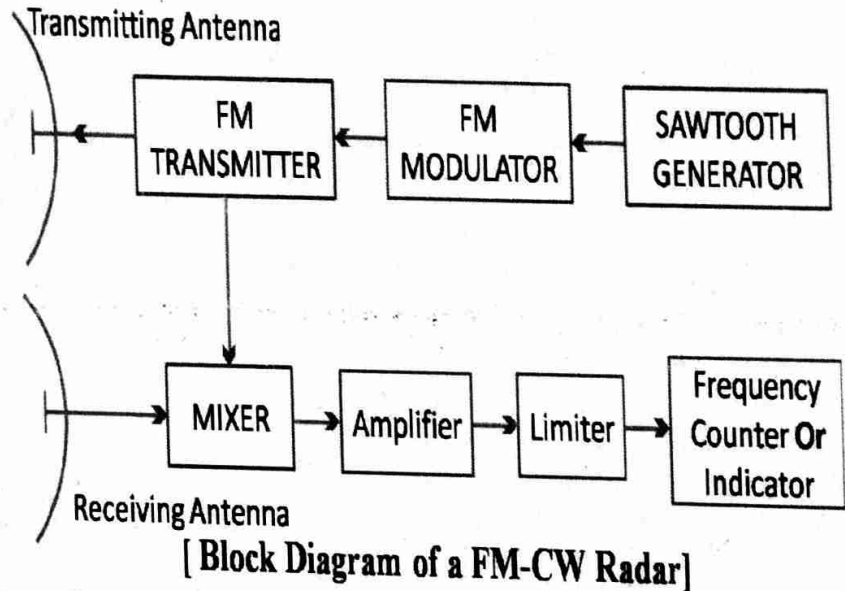 Transmitting Antenna
FM
TRANSMITTER
FM
MODULATOR
SAWTOOTH
GENERATOR
MIXER
Amplifier
Limiter
Frequency
Counter Or
Indicator
Receiving Antenna
[ Block Diagram of a FM-CW Radar]